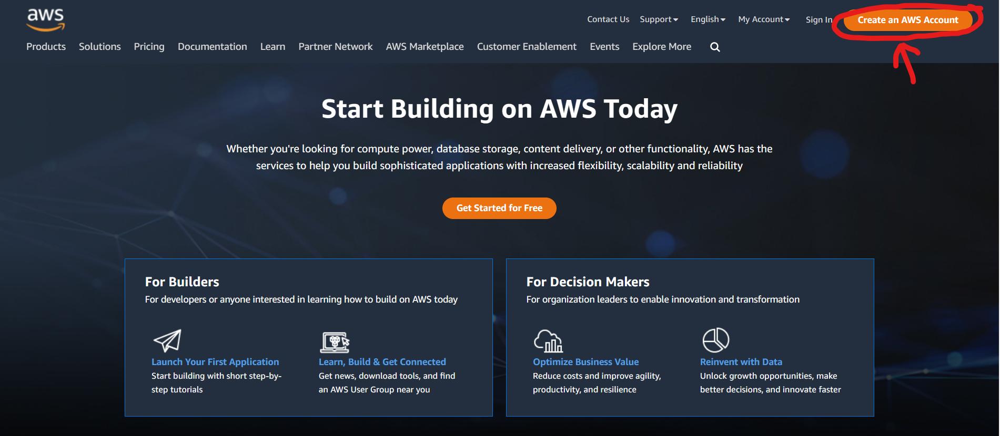 aws
Contact Us Support English My Account Sign In Create an AWS Account
Products Solutions Pricing Documentation Learn Partner Network AWS Marketplace Customer Enablement Events Explore More
Start Building on AWS Today
Whether you're looking for compute power, database storage, content delivery, or other functionality, AWS has the
services to help you build sophisticated applications with increased flexibility, scalability and reliability
Get Started for Free
For Builders
For developers or anyone interested in learning how to build on AWS today
Launch Your First Application
Start building with short step-by-
step tutorials
Learn, Build & Get Connected
Get news, download tools, and find
an AWS User Group near you
For Decision Makers
For organization leaders to enable innovation and transformation
Optimize Business Value
Reduce costs and improve agility,
productivity, and resilience
Reinvent with Data
Unlock growth opportunities, make
better decisions, and innovate faster